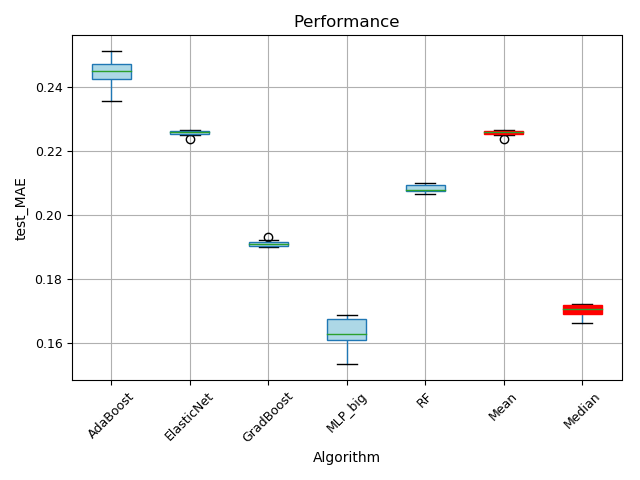 Performance
0.24
0.22
0.20
0.18
0.16
test_MAE
AdaBoost
ElasticNet
GradBoost
MLP_big
RF
Mean
Median
Algorithm